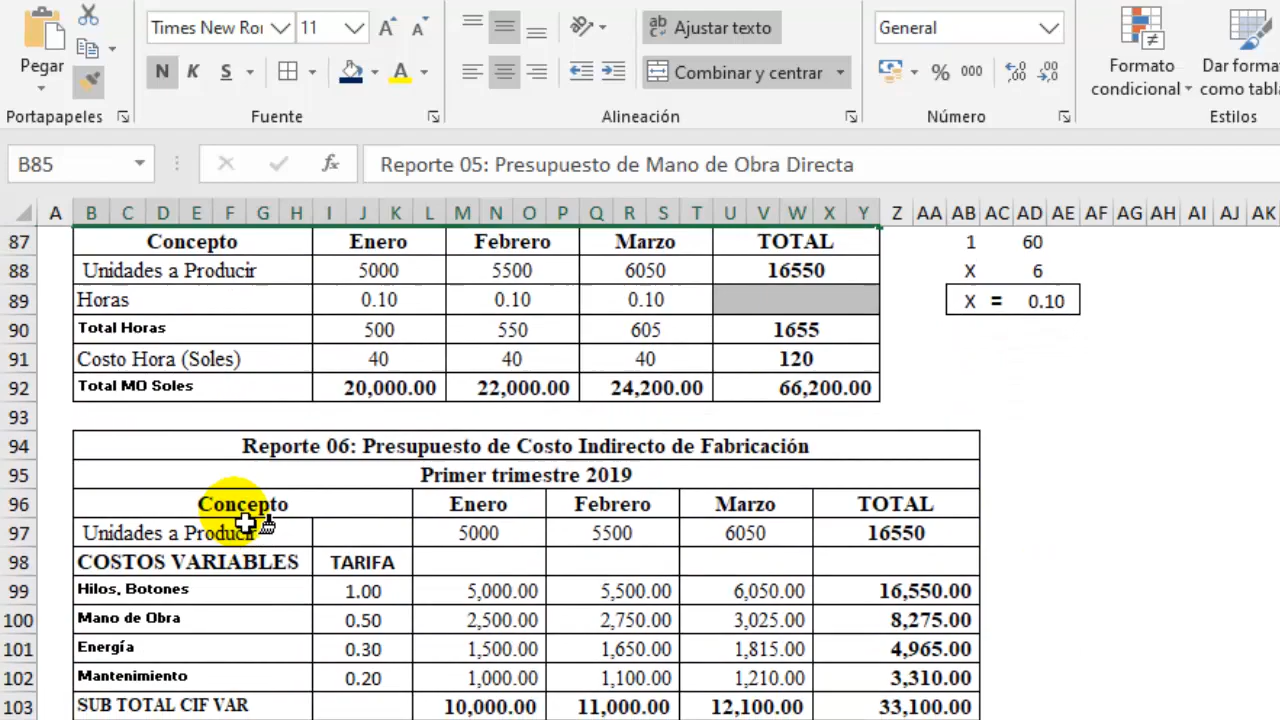 Pegar
Times New Roi
11
A
A
N
K
S
A
ab
Ajustar texto
Combinar y centrar
General
%
000
Formato
condicional
Dar forma
como tabla
Portapapeles
Fuente
Alineación
Número
Estilos
B85
fx
Reporte 05: Presupuesto de Mano de Obra Directa
A B C D E F G H I J K L M N O P Q R S T U V W X Y Z AA AB AC AD AE AF AG AH AI AJ AK
87 Concepto Enero Febrero Marzo TOTAL 1 60
88 Unidades a Producir 5000 5500 6050 16550 X 6
89 Horas 0.10 0.10 0.10 X = 0.10
90 Total Horas 500 550 605 1655
91 Costo Hora (Soles) 40 40 40 120
92 Total MO Soles 20,000.00 22,000.00 24,200.00 66,200.00
93
94 Reporte 06: Presupuesto de Costo Indirecto de Fabricación
95 Primer trimestre 2019
96 Concepto Enero Febrero Marzo TOTAL
97 Unidades a Producir 5000 5500 6050 16550
98 COSTOS VARIABLES TARIFA
99 Hilos, Botones 1.00 5,000.00 5,500.00 6,050.00 16,550.00
100 Mano de Obra 0.50 2,500.00 2,750.00 3,025.00 8,275.00
101 Energía 0.30 1,500.00 1,650.00 1,815.00 4,965.00
102 Mantenimiento 0.20 1,000.00 1,100.00 1,210.00 3,310.00
103 SUB TOTAL CIF VAR 10,000.00 11,000.00 12,100.00 33,100.00